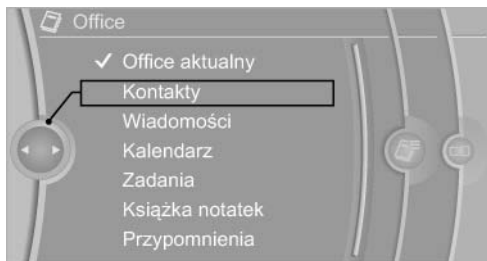 Office
Office aktualny
Kontakty
Wiadomości
Kalendarz
Zadania
Książka notatek
Przypomnienia